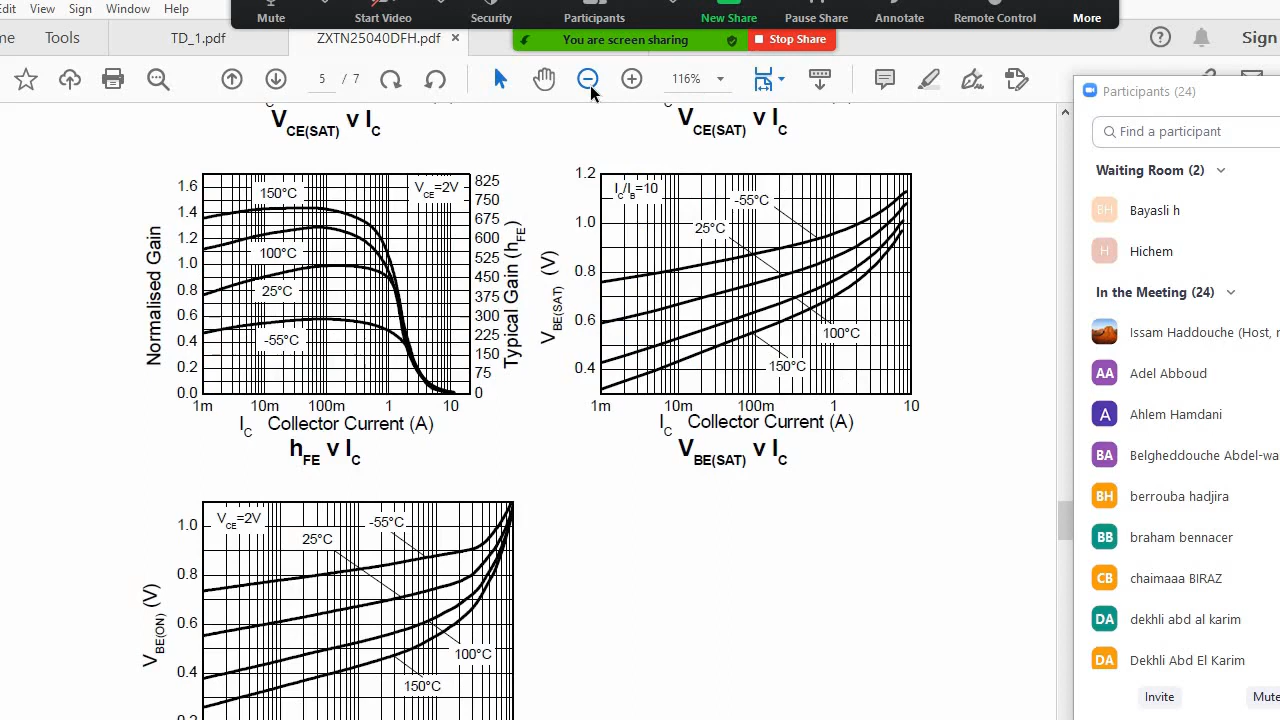 Edit View Sign Window Help
Mute Start Video Security Participants New Share Pause Share Annotate Remote Control More
Tools TD_1.pdf ZXTN25040DFH.pdf ×
You are screen sharing Stop Share
Sign
5 / 7 116%
Participants (24)
Find a participant
Waiting Room (2)
BH Bayasli h
H Hichem
In the Meeting (24)
Issam Haddouche (Host,
AA Adel Abboud
A Ahlem Hamdani
BA Belgheddouche Abdel-wa
BH berrouba hadjira
BB braham bennacer
CB chaimaaa BIRAZ
DA dekhli abd al karim
DA Dekhli Abd El Karim
Invite Mute
VCE(SAT) v IC
VCE(SAT) v IC
Normalised Gain
1.6
1.4
1.2
1.0
0.8
0.6
0.4
0.2
0.0
150°C
VCE=2V
100°C
25°C
-55°C
825
750
675
600
525
450
375
300
225
150
75
0
Typical Gain (hFE)
1m 10m 100m 1 10
IC Collector Current (A)
hFE v IC
VBE(SAT) (V)
1.2
1.0
0.8
0.6
0.4
IC/IB=10
-55°C
25°C
100°C
150°C
1m 10m 100m 1 10
IC Collector Current (A)
VBE(SAT) v IC
VBE(ON) (V)
1.0
0.8
0.6
0.4
VCE=2V
-55°C
25°C
100°C
150°C